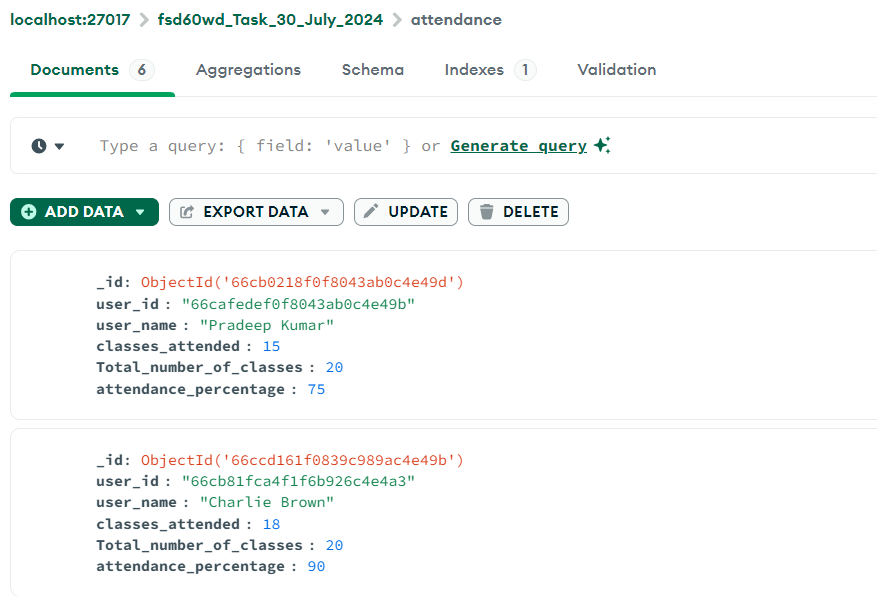 localhost:27017 > fsd60wd_Task_30_July_2024 > attendance
Documents 6 Aggregations Schema Indexes 1 Validation
Type a query: { field: 'value' } or Generate query
ADD DATA EXPORT DATA UPDATE DELETE
_id: ObjectId('66cb0218f0f8043ab0c4e49d')
user_id : "66cafedef0f8043ab0c4e49b"
user_name : "Pradeep Kumar"
classes_attended : 15
Total_number_of_classes : 20
attendance_percentage : 75
_id: ObjectId('66ccd161f0839c989ac4e49b')
user_id : "66cb81fca4f1f6b926c4e4a3"
user_name : "Charlie Brown"
classes_attended : 18
Total_number_of_classes : 20
attendance_percentage : 90